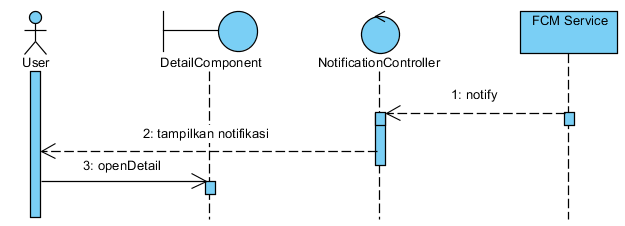 FCM Service
User
DetailComponent
NotificationController
1: notify
2: tampilkan notifikasi
3: openDetail